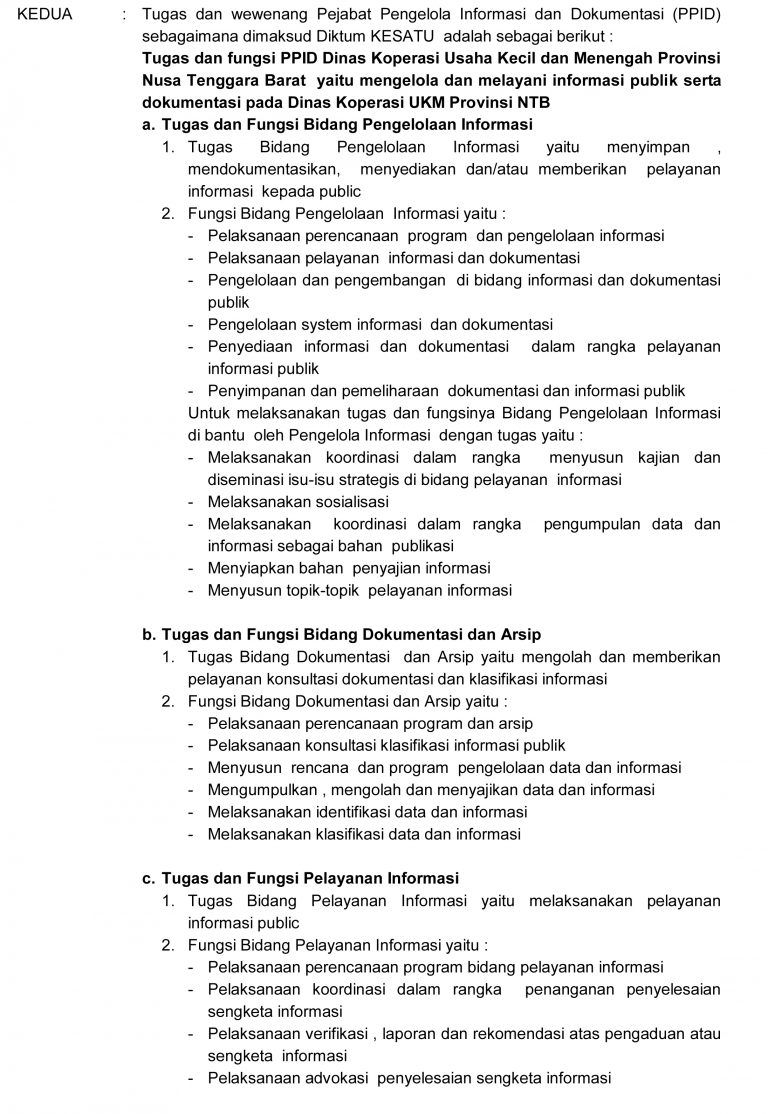 KEDUA : Tugas dan wewenang Pejabat Pengelola Informasi dan Dokumentasi (PPID)
sebagaimana dimaksud Diktum KESATU adalah sebagai berikut :
Tugas dan fungsi PPID Dinas Koperasi Usaha Kecil dan Menengah Provinsi
Nusa Tenggara Barat yaitu mengelola dan melayani informasi publik serta
dokumentasi pada Dinas Koperasi UKM Provinsi NTB
a. Tugas dan Fungsi Bidang Pengelolaan Informasi
1. Tugas Bidang Pengelolaan Informasi yaitu menyimpan ,
mendokumentasikan, menyediakan dan/atau memberikan pelayanan
informasi kepada public
2. Fungsi Bidang Pengelolaan Informasi yaitu :
- Pelaksanaan perencanaan program dan pengelolaan informasi
- Pelaksanaan pelayanan informasi dan dokumentasi
- Pengelolaan dan pengembangan di bidang informasi dan dokumentasi
publik
- Pengelolaan system informasi dan dokumentasi
- Penyediaan informasi dan dokumentasi dalam rangka pelayanan
informasi publik
- Penyimpanan dan pemeliharaan dokumentasi dan informasi publik
Untuk melaksanakan tugas dan fungsinya Bidang Pengelolaan Informasi
di bantu oleh Pengelola Informasi dengan tugas yaitu :
- Melaksanakan koordinasi dalam rangka menyusun kajian dan
diseminasi isu-isu strategis di bidang pelayanan informasi
- Melaksanakan sosialisasi
- Melaksanakan koordinasi dalam rangka pengumpulan data dan
informasi sebagai bahan publikasi
- Menyiapkan bahan penyajian informasi
- Menyusun topik-topik pelayanan informasi
b. Tugas dan Fungsi Bidang Dokumentasi dan Arsip
1. Tugas Bidang Dokumentasi dan Arsip yaitu mengolah dan memberikan
pelayanan konsultasi dokumentasi dan klasifikasi informasi
2. Fungsi Bidang Dokumentasi dan Arsip yaitu :
- Pelaksanaan perencanaan program dan arsip
- Pelaksanaan konsultasi klasifikasi informasi publik
- Menyusun rencana dan program pengelolaan data dan informasi
- Mengumpulkan , mengolah dan menyajikan data dan informasi
- Melaksanakan identifikasi data dan informasi
- Melaksanakan klasifikasi data dan informasi
c. Tugas dan Fungsi Pelayanan Informasi
1. Tugas Bidang Pelayanan Informasi yaitu melaksanakan pelayanan
informasi public
2. Fungsi Bidang Pelayanan Informasi yaitu :
- Pelaksanaan perencanaan program bidang pelayanan informasi
- Pelaksanaan koordinasi dalam rangka penanganan penyelesaian
sengketa informasi
- Pelaksanaan verifikasi , laporan dan rekomendasi atas pengaduan atau
sengketa informasi
- Pelaksanaan advokasi penyelesaian sengketa informasi